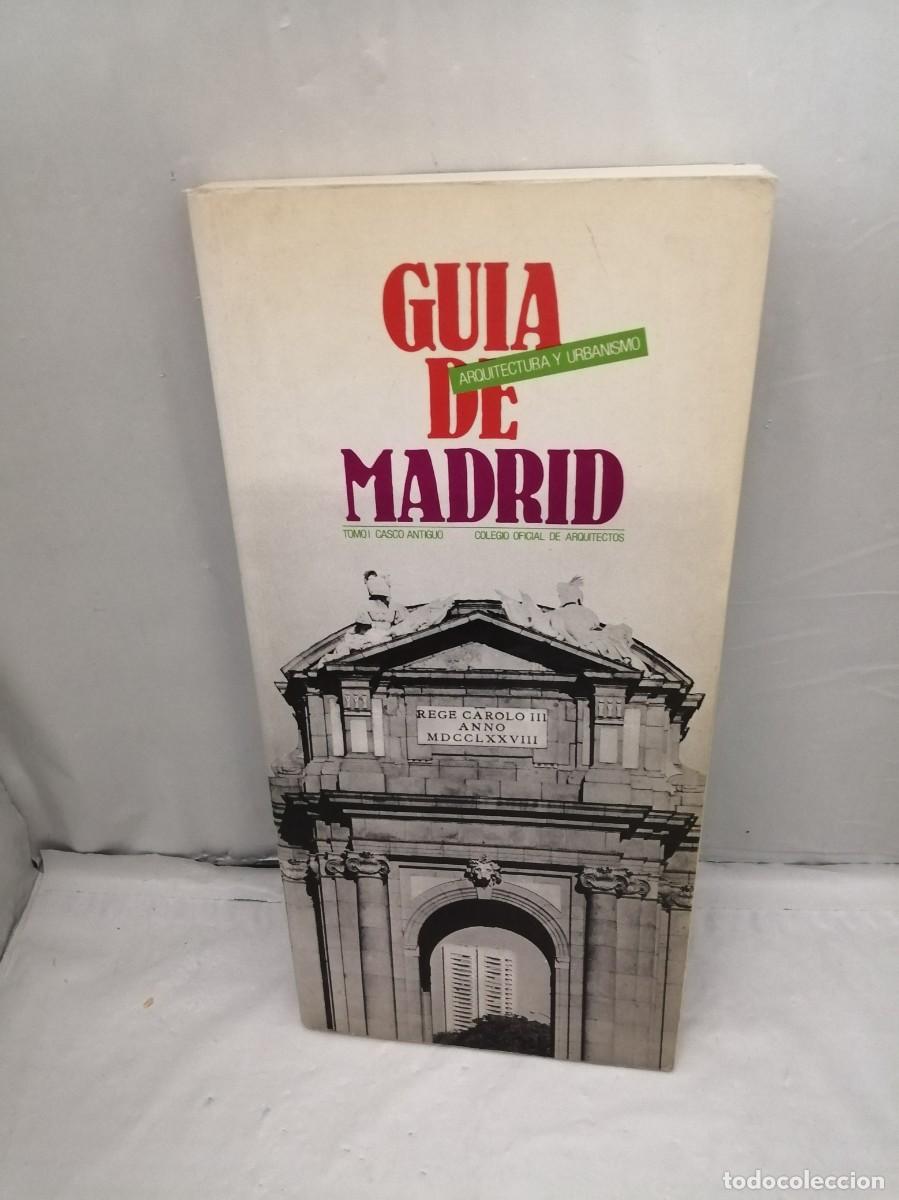 GUIA
ARQUITECTURA Y URBANISMO
DE
MADRID
TOMO I CASCO ANTIGUO COLEGIO OFICIAL DE ARQUITECTOS
REGE CAROLO III
ANNO
MDCCLXXVIII
todocoleccion